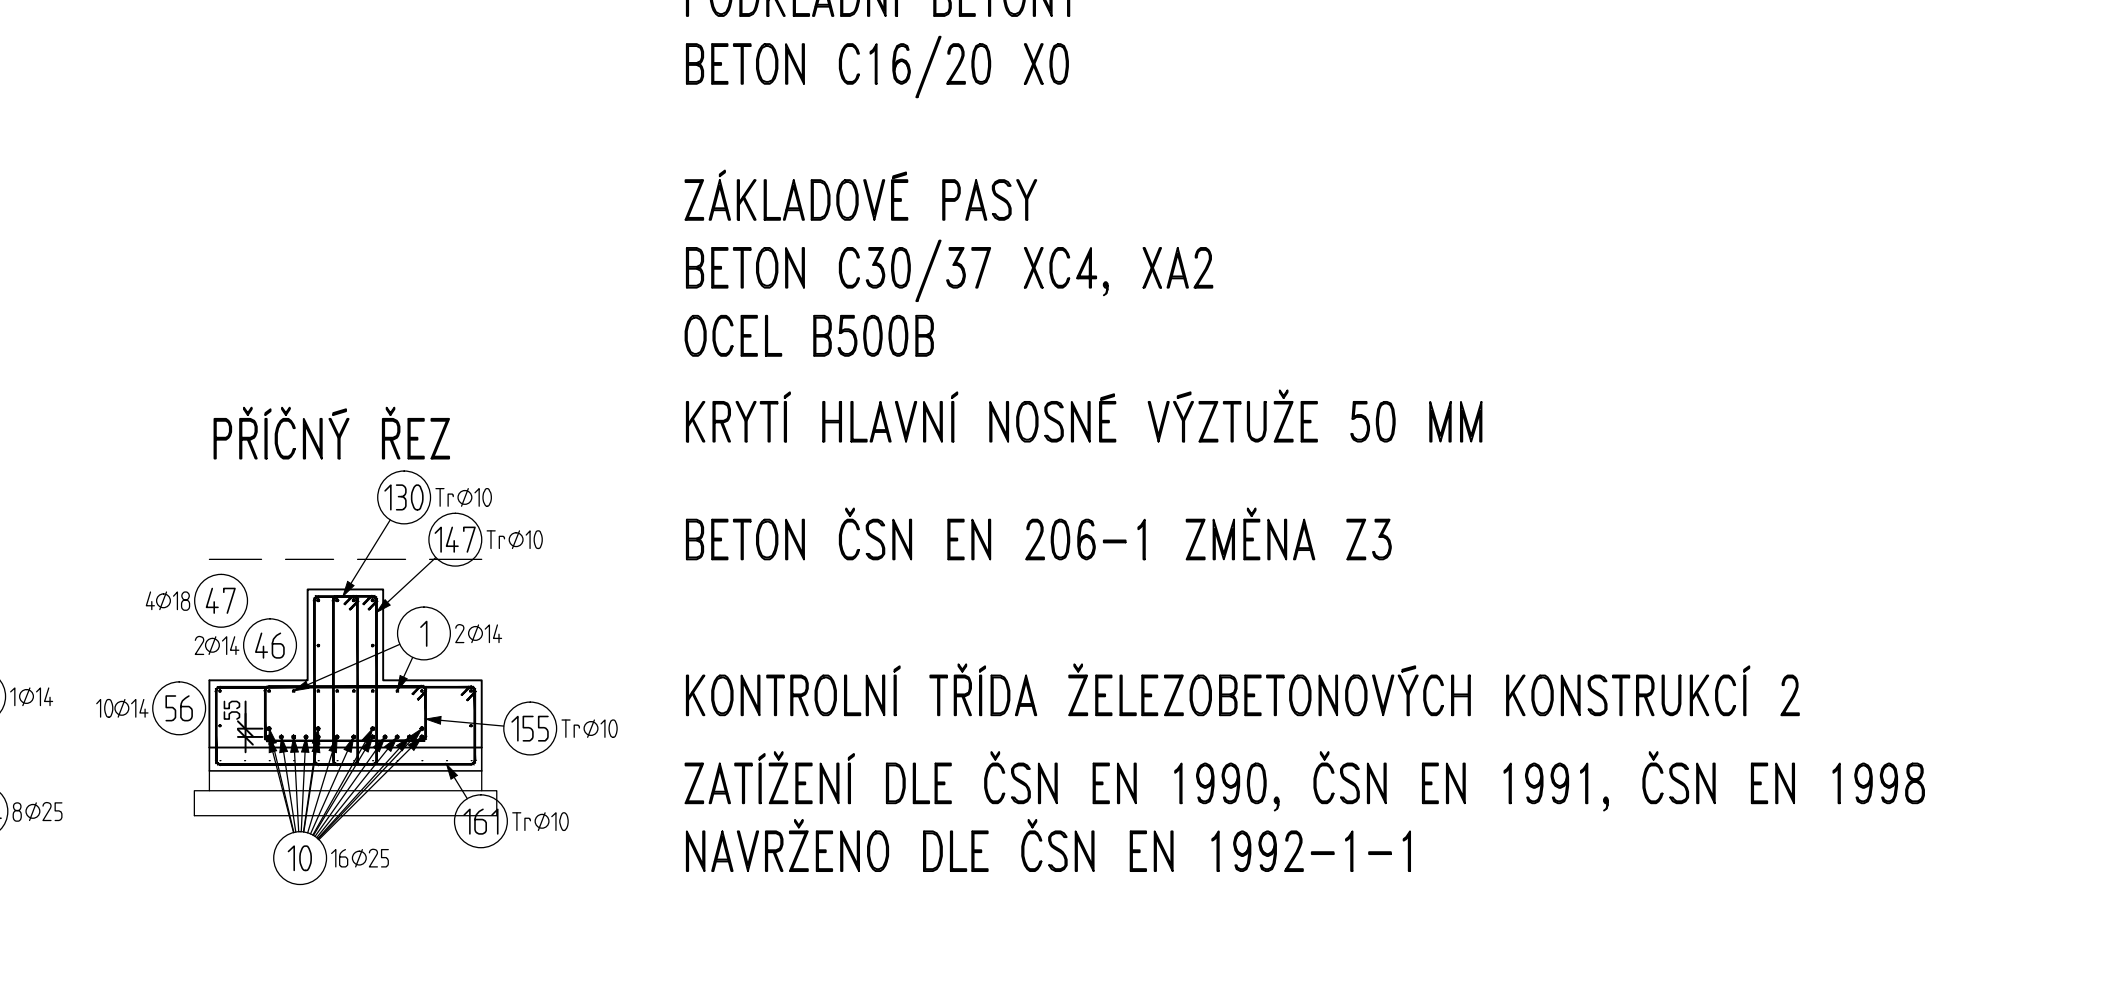 PODKLADNÍ BETONY
BETON C16/20 X0
ZÁKLADOVÉ PASY
BETON C30/37 XC4, XA2
OCEL B500B
KRYTÍ HLAVNÍ NOSNÉ VÝZTUŽE 50 MM
BETON ČSN EN 206-1 ZMĚNA Z3
KONTROLNÍ TŘÍDA ŽELEZOBETONOVÝCH KONSTRUKCÍ 2
ZATÍŽENÍ DLE ČSN EN 1990, ČSN EN 1991, ČSN EN 1998
NAVRŽENO DLE ČSN EN 1992-1-1
PŘÍČNÝ ŘEZ
130 TrØ10
147 TrØ10
4Ø18 47
1 2Ø14
2Ø14 46
1Ø14
10Ø14 56
55
155 TrØ10
8Ø25
161 TrØ10
10 16Ø25